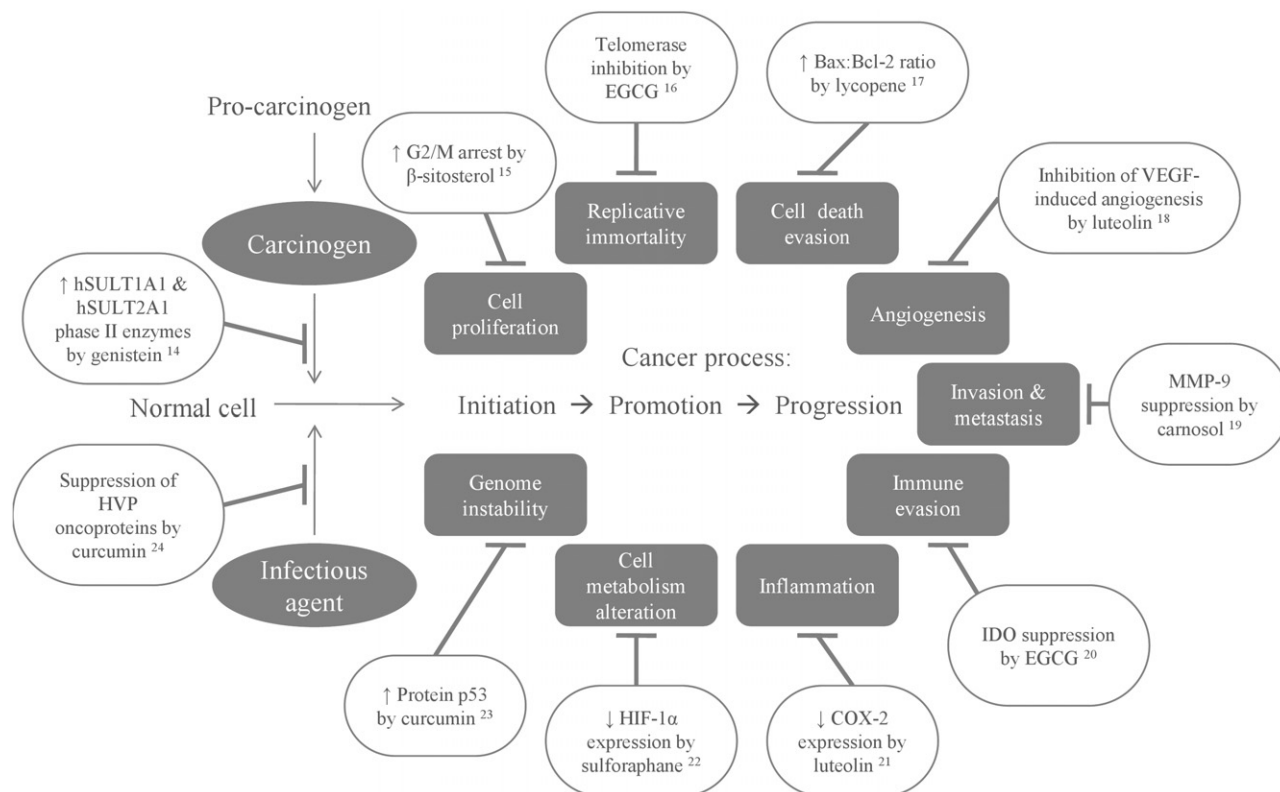 Pro-carcinogen
Carcinogen
↑ hSULT1A1 &
hSULT2A1
phase II enzymes
by genistein 14
Normal cell
Suppression of
HVP
oncoproteins by
curcumin 24
Infectious
agent
↑ G2/M arrest by
β-sitosterol 15
Cell
proliferation
Telomerase
inhibition by
EGCG 16
Replicative
immortality
↑ Bax:Bcl-2 ratio
by lycopene 17
Cell death
evasion
Inhibition of VEGF-
induced angiogenesis
by luteolin 18
Angiogenesis
Cancer process:
Initiation → Promotion → Progression
Invasion &
metastasis
MMP-9
suppression by
carnosol 19
Genome
instability
Cell
metabolism
alteration
Inflammation
Immune
evasion
↑ Protein p53
by curcumin 23
↓ HIF-1α
expression by
sulforaphane 22
↓ COX-2
expression by
luteolin 21
IDO suppression
by EGCG 20